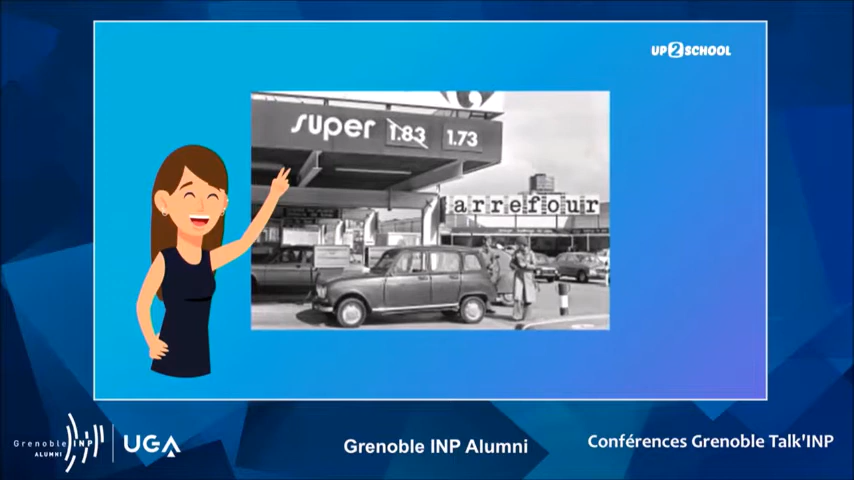 UP2SCHOOL
super 1.83 1.73
arrefour
Grenoble INP
ALUMNI
UGA
Grenoble INP Alumni
Conférences Grenoble Talk'INP